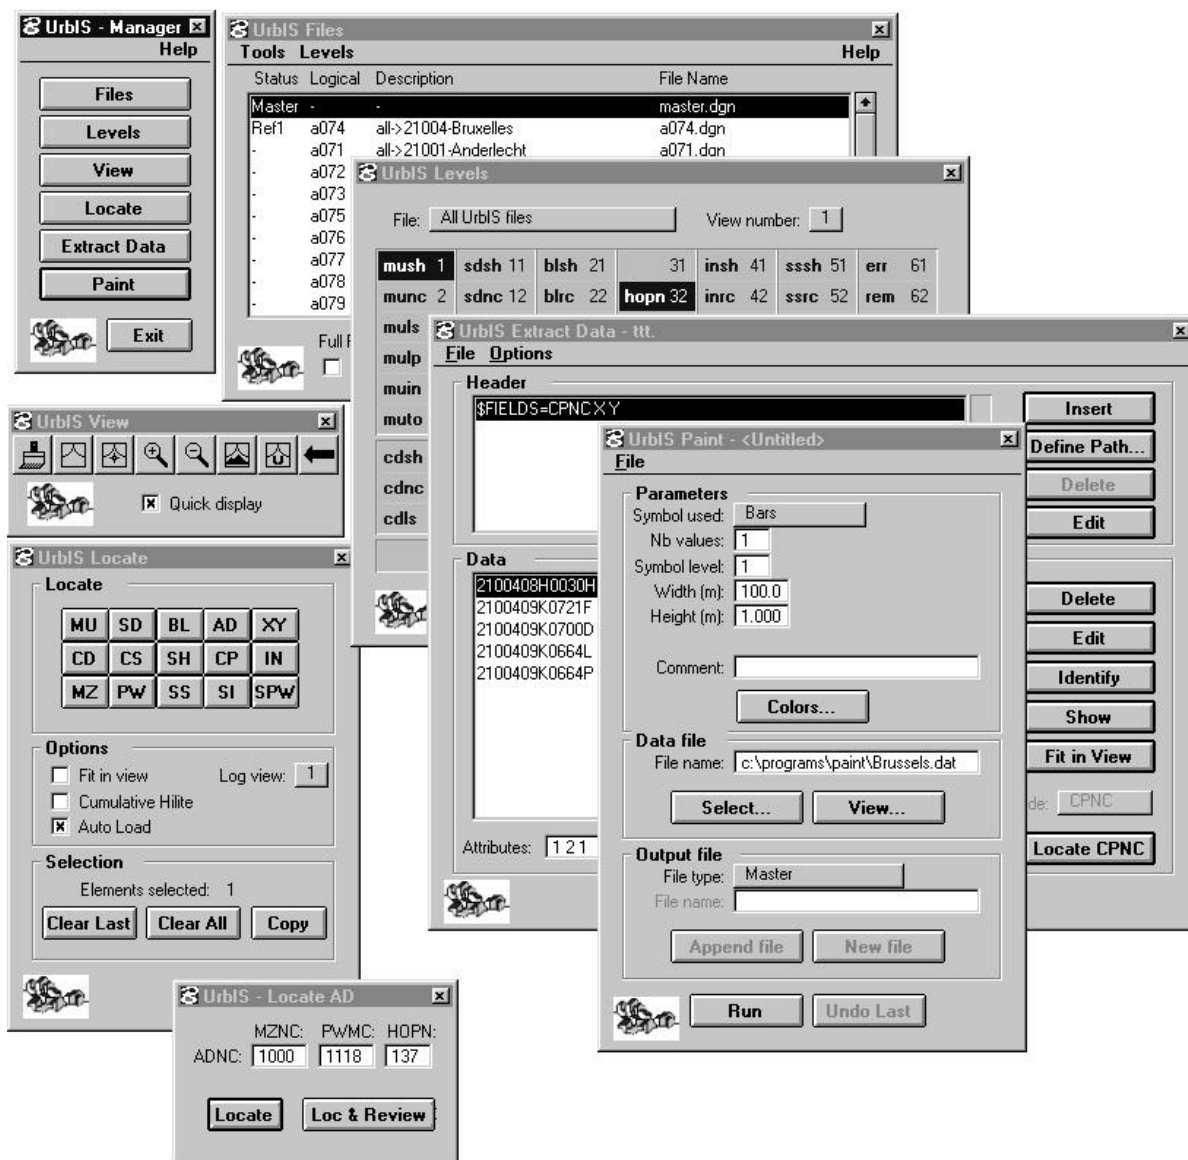 UrbIS - Manager
Help
Files
Levels
View
Locate
Extract Data
Paint
Exit
UrbIS Files
Tools Levels Help
Status Logical Description File Name
Master - - master.dgn
Ref1 a074 all->21004-Bruxelles a074.dgn
- a071 all->21001-Anderlecht a071.dgn
- a072
- a073
- a075
- a076
- a077
- a078
- a079
Full
UrbIS Levels
File: All UrbIS files View number: 1
mush 1 sdsh 11 blsh 21 31 insh 41 sssh 51 err 61
munc 2 sdnc 12 blrc 22 hopn 32 inrc 42 ssrc 52 rem 62
muls
mulp
muin
muto
cdsh
cdnc
cdls
UrbIS Extract Data - ttt.
File Options
Header
$FIELDS=CPNC X Y
Insert
Define Path...
Delete
Edit
Data
2100408H0030H
2100409K0721F
2100409K0700D
2100409K0664L
2100409K0664P
Delete
Edit
Identify
Show
Fit in View
de: CPNC
Locate CPNC
Attributes: 1 2 1
UrbIS Paint - <Untitled>
File
Parameters
Symbol used: Bars
Nb values: 1
Symbol level: 1
Width (m): 100.0
Height (m): 1.000
Comment:
Colors...
Data file
File name: c:\programs\paint\Brussels.dat
Select... View...
Output file
File type: Master
File name:
Append file New file
Run Undo Last
UrbIS View
Quick display
UrbIS Locate
Locate
MU SD BL AD XY
CD CS SH CP IN
MZ PW SS SI SPW
Options
Fit in view Log view: 1
Cumulative Hilite
Auto Load
Selection
Elements selected: 1
Clear Last Clear All Copy
UrbIS - Locate AD
MZNC: PWMC: HOPN:
ADNC: 1000 1118 137
Locate Loc & Review